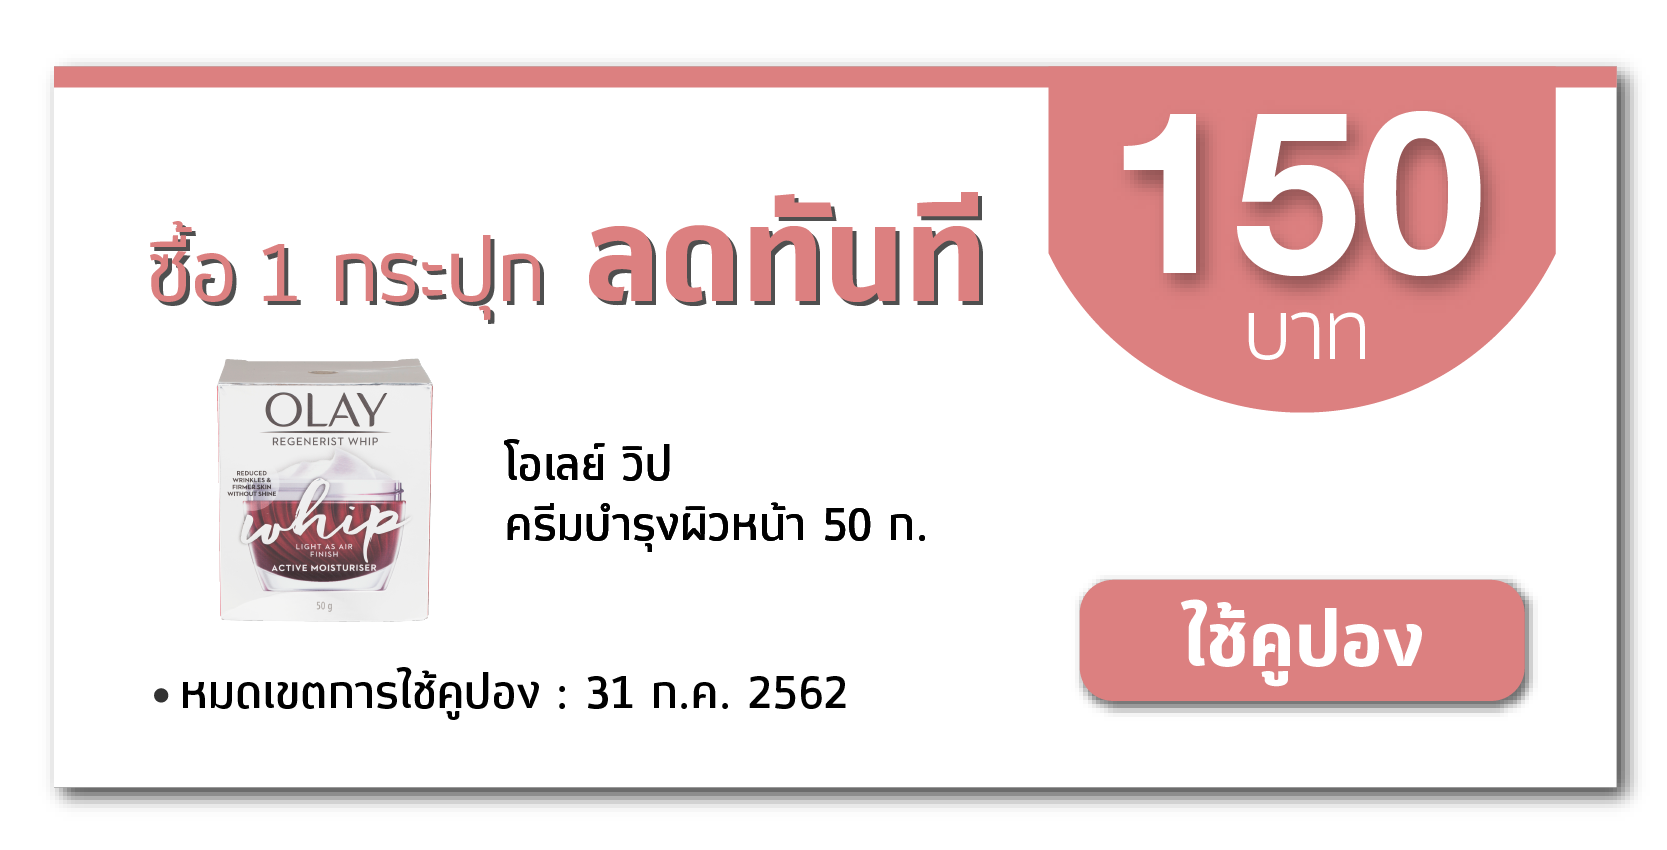 150
บาท
ซื้อ 1 กระปุก ลดทันที
OLAY
REGENERIST WHIP
REDUCED
WRINKLES &
FIRMER SKIN
WITHOUT SHINE
whip
LIGHT AS AIR
FINISH
ACTIVE MOISTURISER
50 g
โอเลย์ วิป
ครีมบำรุงผิวหน้า 50 ก.
ใช้คูปอง
• หมดเขตการใช้คูปอง : 31 ก.ค. 2562